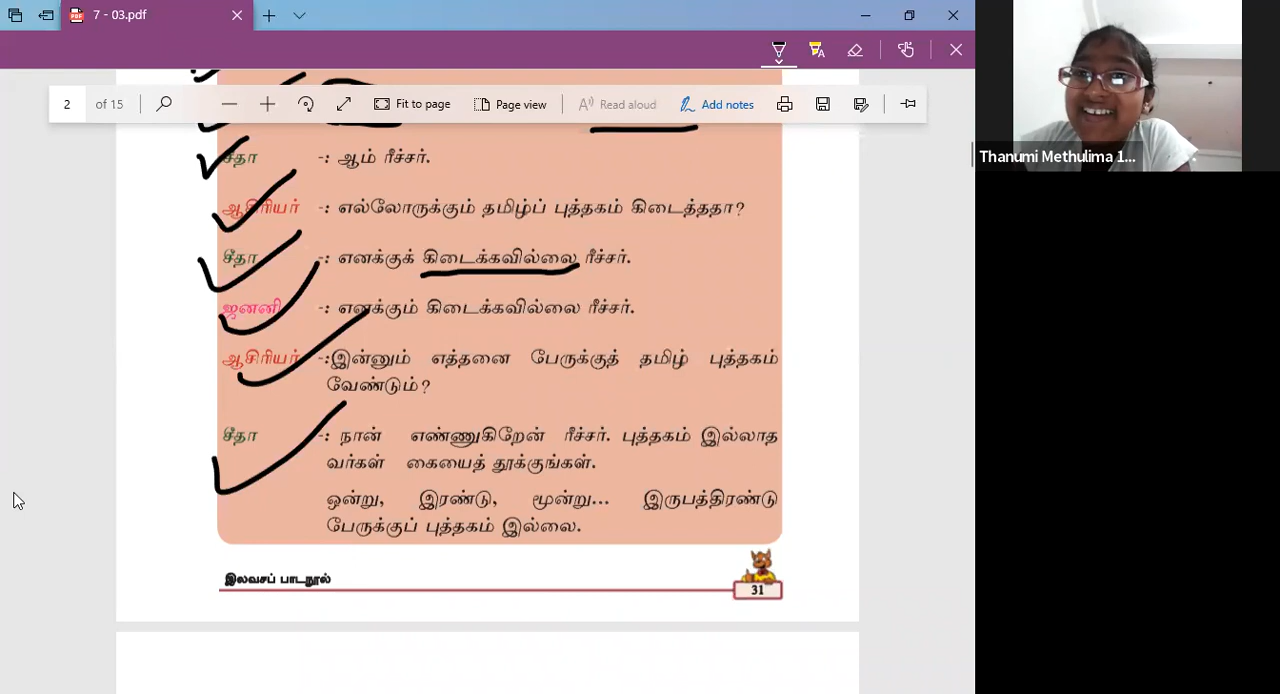 7 - 03.pdf
2 of 15 Fit to page Page view Read aloud Add notes
Thanumi Methulima 1...
சீதா -: ஆம் ரீச்சர்.
ஆசிரியர் -: எல்லோருக்கும் தமிழ்ப் புத்தகம் கிடைத்ததா?
சீதா -: எனக்குக் கிடைக்கவில்லை ரீச்சர்.
ஜனனி -: எனக்கும் கிடைக்கவில்லை ரீச்சர்.
ஆசிரியர் -:இன்னும் எத்தனை பேருக்குத் தமிழ் புத்தகம்
வேண்டும்?
சீதா -: நான் எண்ணுகிறேன் ரீச்சர். புத்தகம் இல்லாத
வர்கள் கையைத் தூக்குங்கள்.
ஒன்று, இரண்டு, மூன்று... இருபத்திரண்டு
பேருக்குப் புத்தகம் இல்லை.
இலவசப் பாடநூல்
31